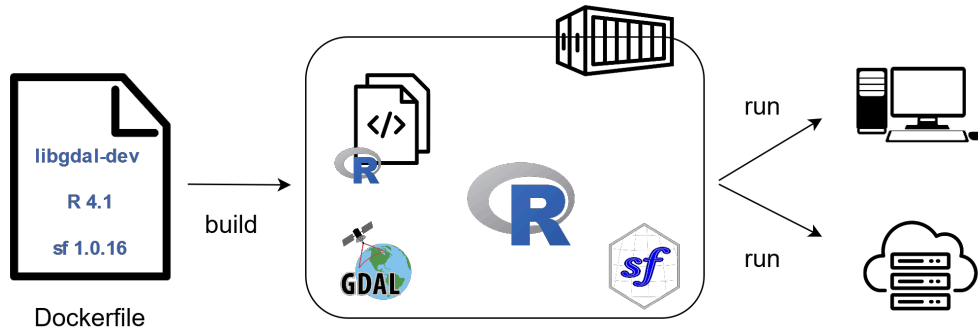 libgdal-dev
R 4.1
sf 1.0.16
Dockerfile
build
</>
R
R
GDAL
sf
run
run